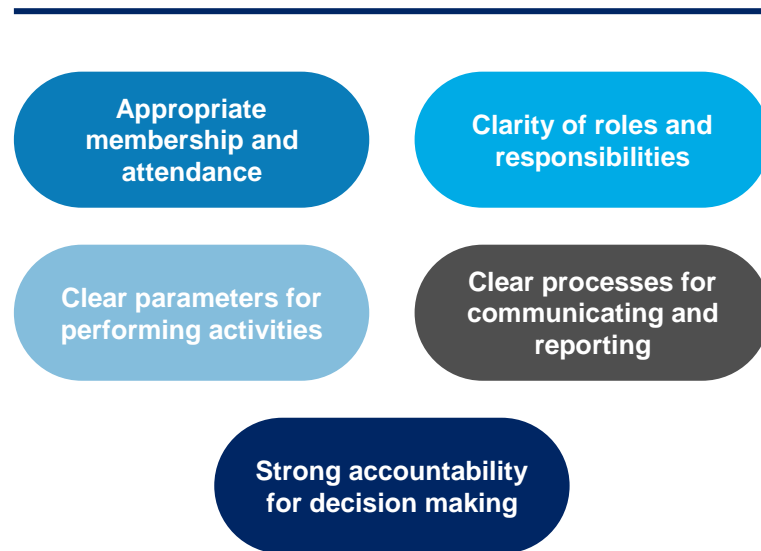 Appropriate
membership and
attendance
Clarity of roles and
responsibilities
Clear parameters for
performing activities
Clear processes for
communicating and
reporting
Strong accountability
for decision making